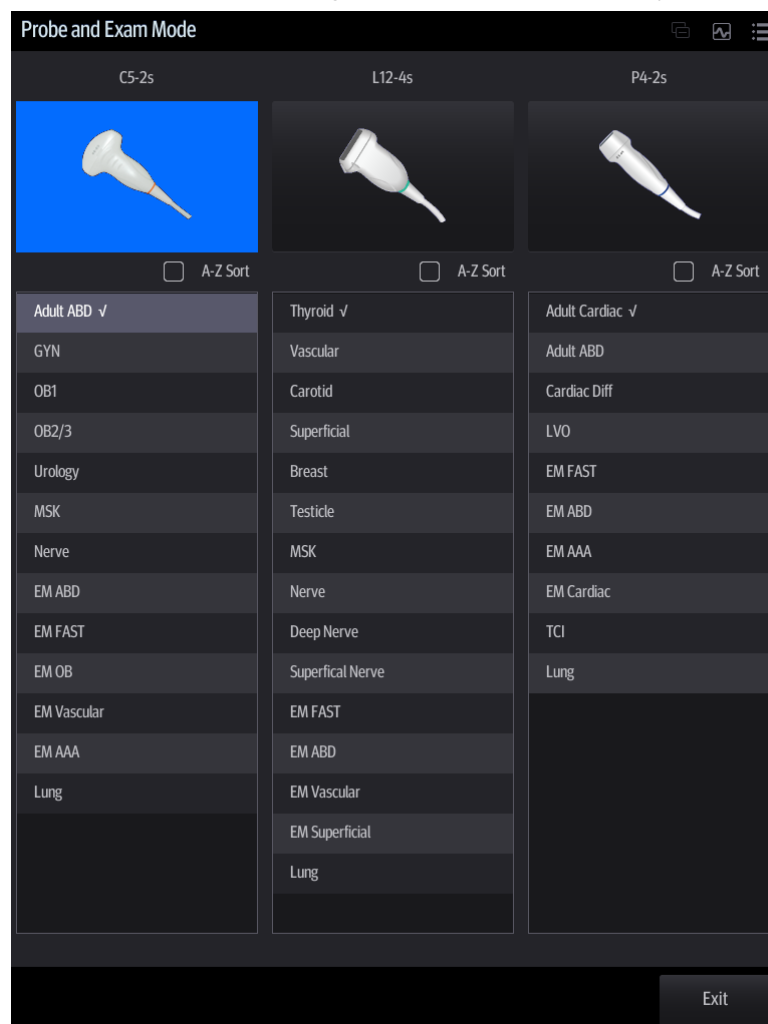 Probe and Exam Mode
C5-2s
L12-4s
P4-2s
A-Z Sort
A-Z Sort
A-Z Sort
Adult ABD √
GYN
OB1
OB2/3
Urology
MSK
Nerve
EM ABD
EM FAST
EM OB
EM Vascular
EM AAA
Lung
Thyroid √
Vascular
Carotid
Superficial
Breast
Testicle
MSK
Nerve
Deep Nerve
Superfical Nerve
EM FAST
EM ABD
EM Vascular
EM Superficial
Lung
Adult Cardiac √
Adult ABD
Cardiac Diff
LVO
EM FAST
EM ABD
EM AAA
EM Cardiac
TCI
Lung
Exit